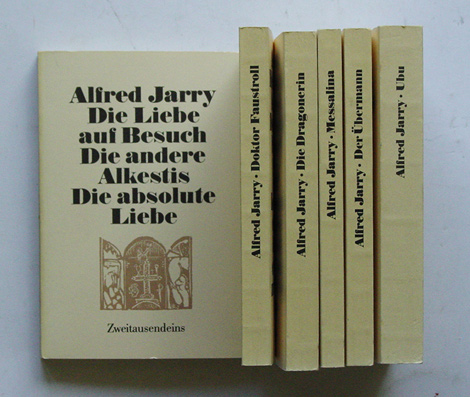 Alfred Jarry
Die Liebe
auf Besuch
Die andere
Alkestis
Die absolute
Liebe
Zweitausendeins
Alfred Jarry · Doktor Faustroll
Alfred Jarry · Die Dragonerin
Alfred Jarry · Messalina
Alfred Jarry · Der Übermann
Alfred Jarry · Ubu